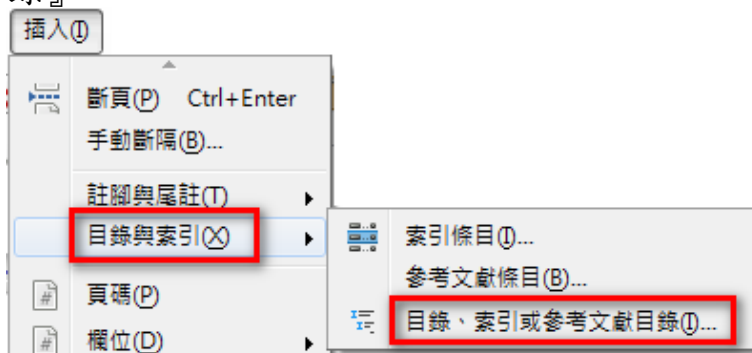 插入(I)
斷頁(P) Ctrl+Enter
手動斷隔(B)...
註腳與尾註(T)
目錄與索引(X)
索引條目(I)...
參考文獻條目(B)...
頁碼(P)
目錄、索引或參考文獻目錄(I)...
欄位(D)